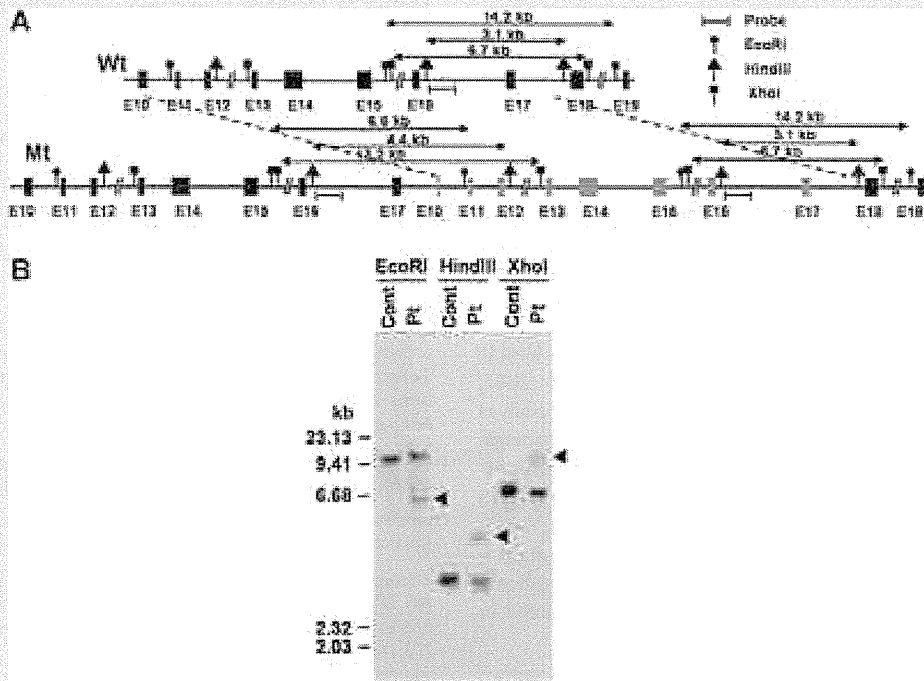 A
14.2 kb
Probe
3.1 kb
EcoRI
6.7 kb
Wt
HindIII
XhoI
E10 E11 E12 E13 E14 E15 E16 E17 E18 E19
6.6 kb
14.2 kb
4.4 kb
3.1 kb
Mt
13.2 kb
6.7 kb
E10 E11 E12 E13 E14 E15 E16 E17 E10 E11 E12 E13 E14 E15 E16 E17 E18 E19
B
EcoRI HindIII XhoI
Cont Pt Cont Pt Cont Pt
kb
23.13
9.41
6.68
2.32
2.03